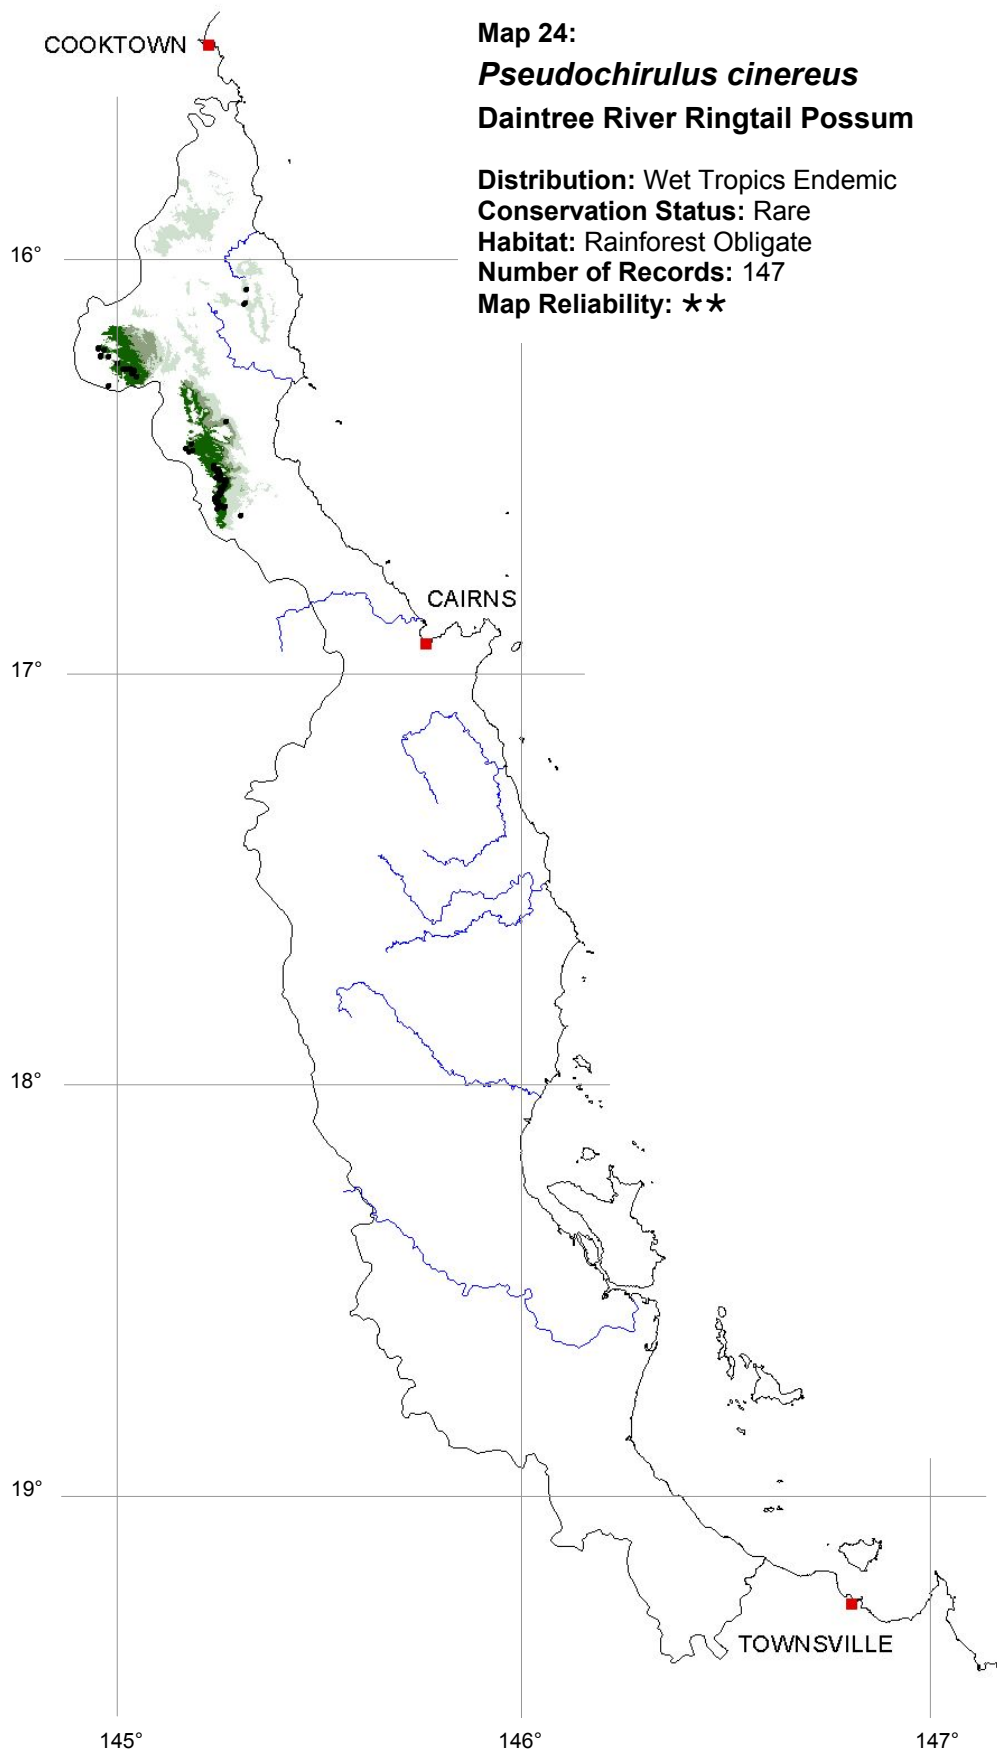 Map 24:
COOKTOWN
Pseudochirulus cinereus
Daintree River Ringtail Possum
Distribution: Wet Tropics Endemic
Conservation Status: Rare
Habitat: Rainforest Obligate
Number of Records: 147
Map Reliability: **
16°
CAIRNS
17°
18°
19°
TOWNSVILLE
145°
146°
147°